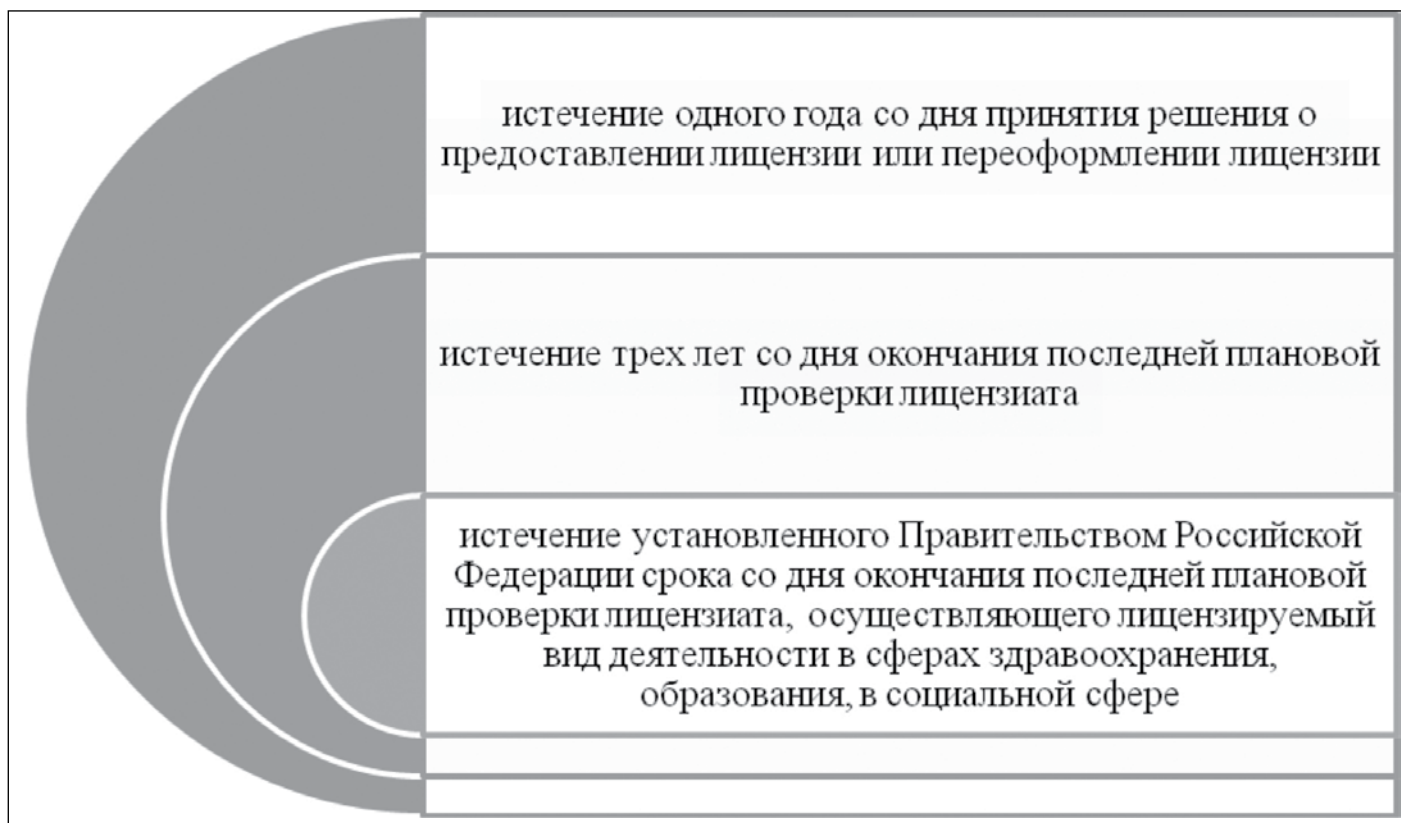 истечение одного года со дня принятия решения о
предоставлении лицензии или переоформлении лицензии
истечение трех лет со дня окончания последней плановой
проверки лицензиата
истечение установленного Правительством Российской
Федерации срока со дня окончания последней плановой
проверки лицензиата, осуществляющего лицензируемый
вид деятельности в сферах здравоохранения,
образования, в социальной сфере